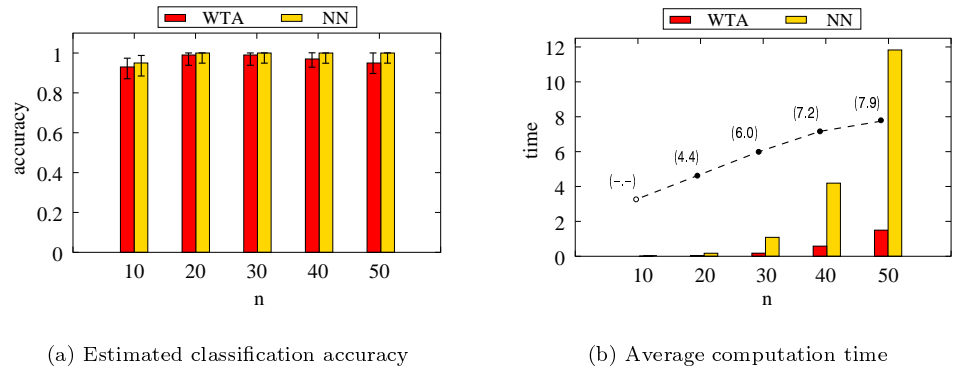 WTA NN
1
0.8
0.6
0.4
0.2
0
accuracy
10 20 30 40 50
n
(a) Estimated classification accuracy
WTA NN
12
10
8
6
4
2
0
time
(-.-) (4.4) (6.0) (7.2) (7.9)
10 20 30 40 50
n
(b) Average computation time